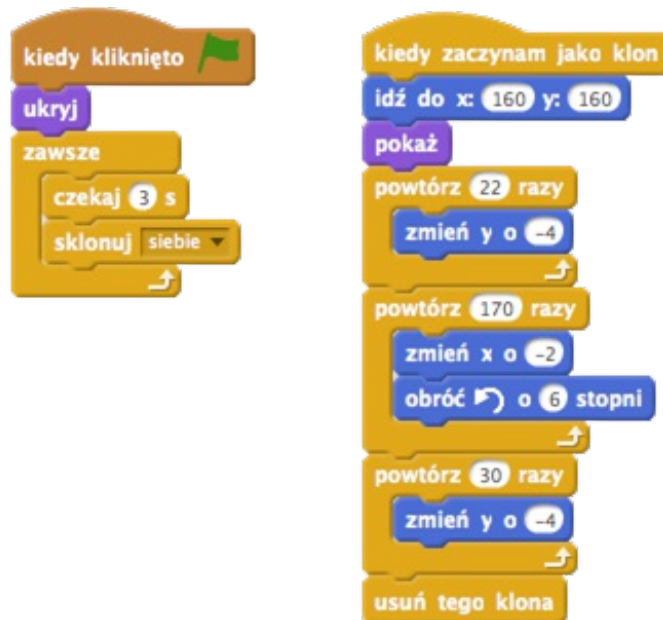 kiedy kliknięto
ukryj
zawsze
czekaj 3 s
sklonuj siebie
kiedy zaczynam jako klon
idź do x: 160 y: 160
pokaż
powtórz 22 razy
zmień y o -4
powtórz 170 razy
zmień x o -2
obróć o 6 stopni
powtórz 30 razy
zmień y o -4
usuń tego klona